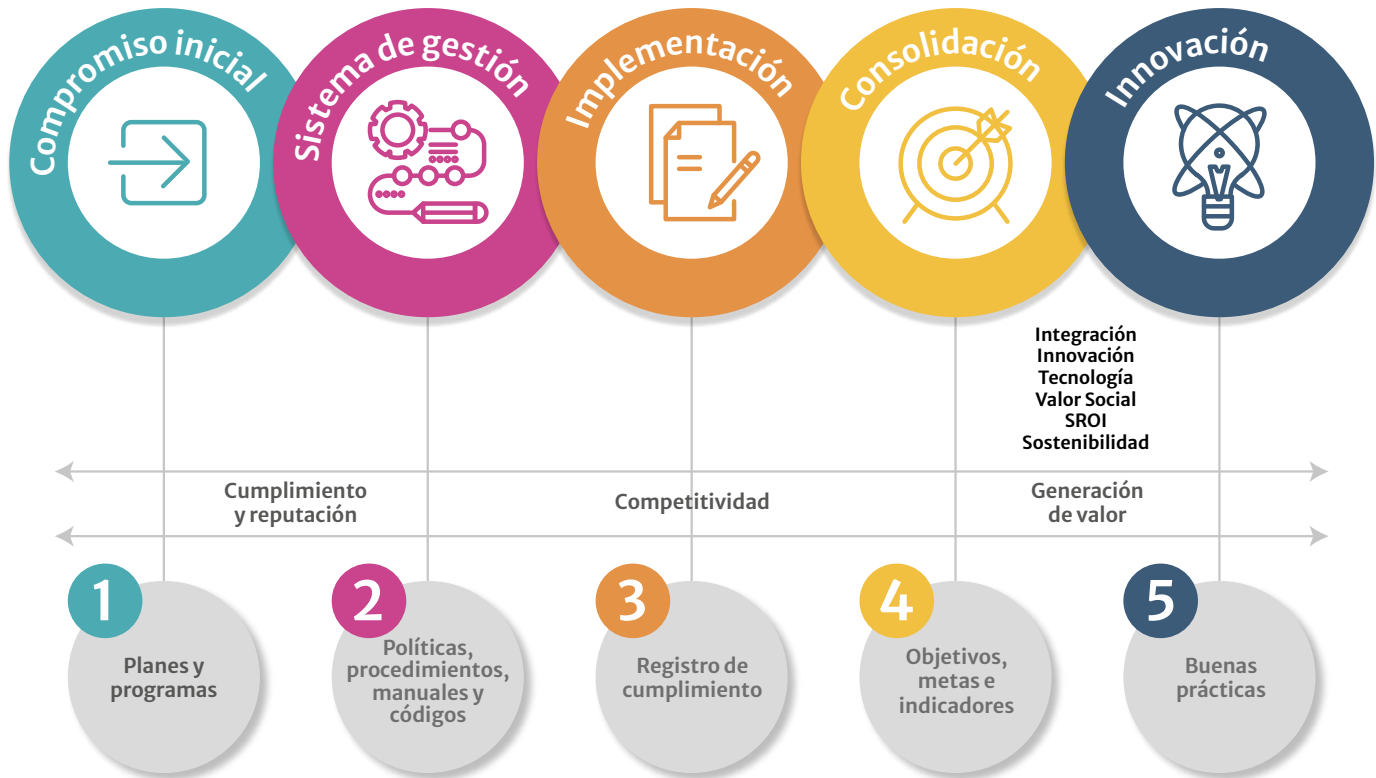 Compromiso inicial
Sistema de gestión
Implementación
Consolidación
Innovación
Integración
Innovación
Tecnología
Valor Social
SROI
Sostenibilidad
Cumplimiento
y reputación
Competitividad
Generación
de valor
1
Planes y
programas
2
Políticas,
procedimientos,
manuales y
códigos
3
Registro de
cumplimiento
4
Objetivos,
metas e
indicadores
5
Buenas
prácticas